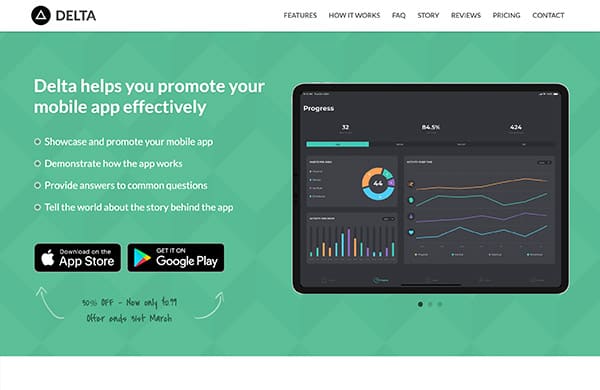 DELTA
FEATURES HOW IT WORKS FAQ STORY REVIEWS PRICING CONTACT
Delta helps you promote your
mobile app effectively
Showcase and promote your mobile app
Demonstrate how the app works
Provide answers to common questions
Tell the world about the story behind the app
Download on the
App Store
GET IT ON
Google Play
30% OFF - Now only $0.99
Offer ends 31st March
Progress
32 84.5% 424
44